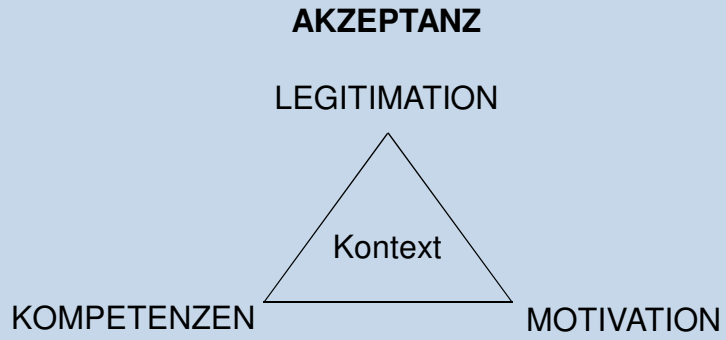 AKZEPTANZ
LEGITIMATION
Kontext
KOMPETENZEN
MOTIVATION